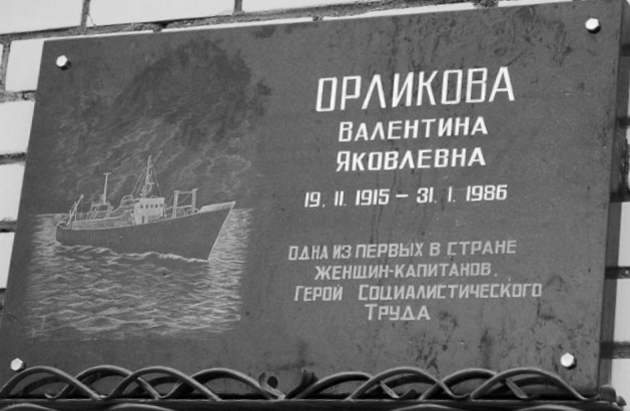 ОРЛИКОВА
ВАЛЕНТИНА
ЯКОВЛЕВНА
19. II. 1915 – 31. I. 1986
ОДНА ИЗ ПЕРВЫХ В СТРАНЕ
ЖЕНЩИН-КАПИТАНОВ.
ГЕРОЙ СОЦИАЛИСТИЧЕСКОГО
ТРУДА